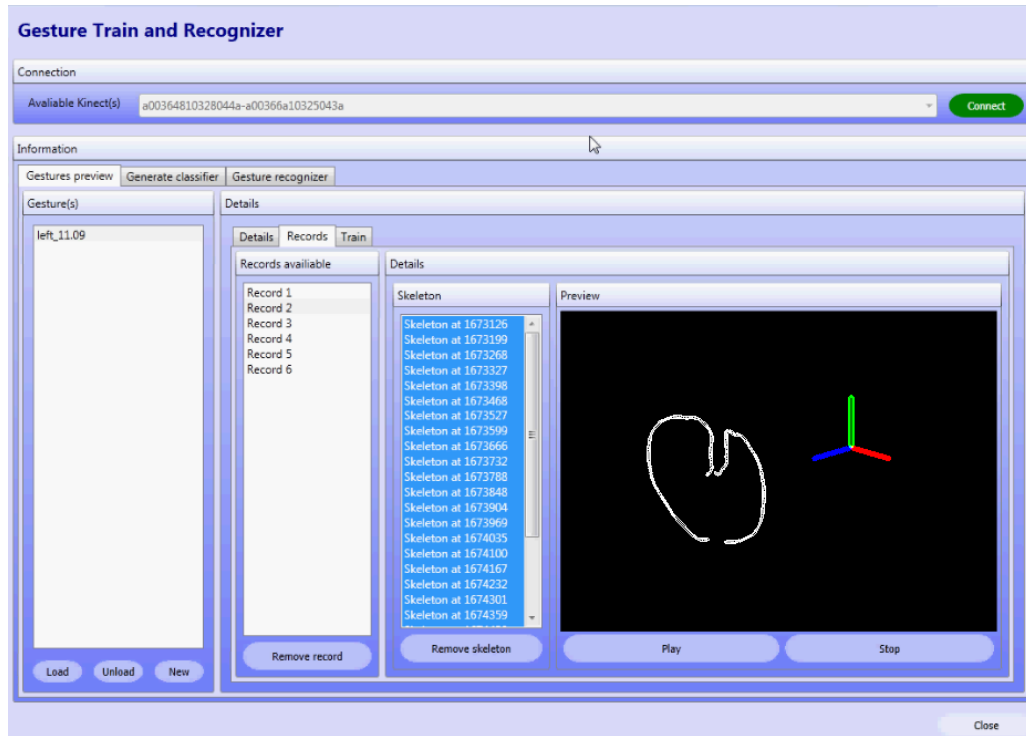 Gesture Train and Recognizer
Connection
Avaliable Kinect(s)
a00364810328044a-a00366a10325043a
Connect
Information
Gestures preview
Generate classifier
Gesture recognizer
Gesture(s)
left_11.09
Load
Unload
New
Details
Details
Records
Train
Records availiable
Record 1
Record 2
Record 3
Record 4
Record 5
Record 6
Remove record
Details
Skeleton
Skeleton at 1673126
Skeleton at 1673199
Skeleton at 1673268
Skeleton at 1673327
Skeleton at 1673398
Skeleton at 1673468
Skeleton at 1673527
Skeleton at 1673599
Skeleton at 1673666
Skeleton at 1673732
Skeleton at 1673788
Skeleton at 1673848
Skeleton at 1673904
Skeleton at 1673969
Skeleton at 1674035
Skeleton at 1674100
Skeleton at 1674167
Skeleton at 1674232
Skeleton at 1674301
Skeleton at 1674359
Remove skeleton
Preview
Play
Stop
Close